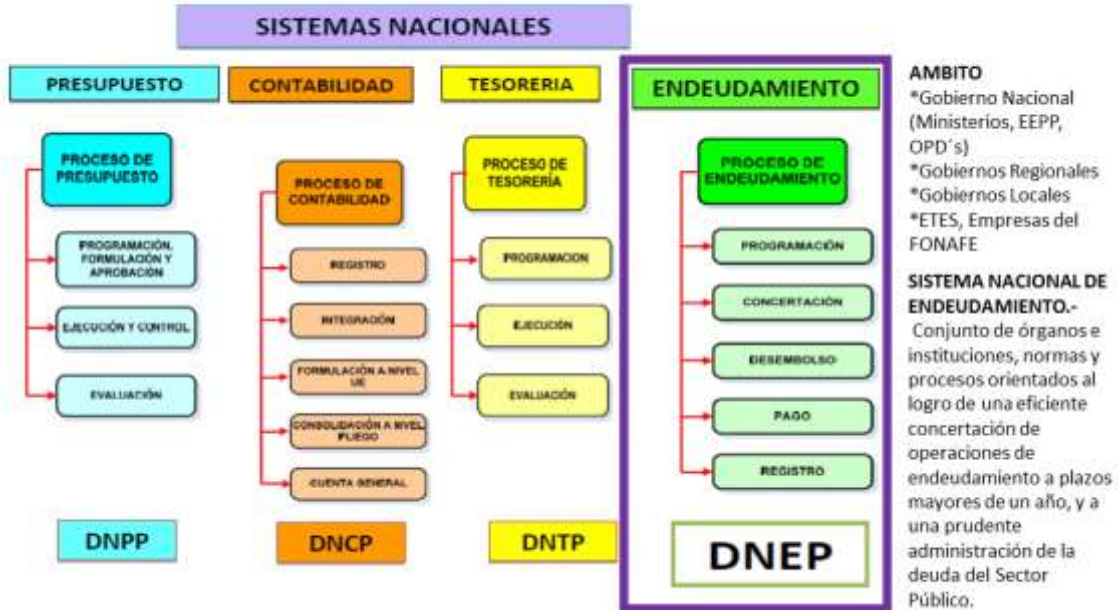 SISTEMAS NACIONALES
PRESUPUESTO
PROCESO DE
PRESUPUESTO
PROGRAMACIÓN,
FORMULACIÓN Y
APROBACIÓN
EJECUCIÓN Y CONTROL
EVALUACIÓN
DNPP
CONTABILIDAD
PROCESO DE
CONTABILIDAD
REGISTRO
INTEGRACIÓN
FORMULACIÓN A NIVEL
UE
CONSOLIDACIÓN A NIVEL
PLIEGO
CUENTA GENERAL
DNCP
TESORERIA
PROCESO DE
TESORERÍA
PROGRAMACION
EJECUCIÓN
EVALUACIÓN
DNTP
ENDEUDAMIENTO
PROCESO DE
ENDEUDAMIENTO
PROGRAMACIÓN
CONCERTACIÓN
DESEMBOLSO
PAGO
REGISTRO
DNEP
AMBITO
*Gobierno Nacional
(Ministerios, EEPP,
OPD´s)
*Gobiernos Regionales
*Gobiernos Locales
*ETES, Empresas del
FONAFE
SISTEMA NACIONAL DE
ENDEUDAMIENTO.-
Conjunto de órganos e
instituciones, normas y
procesos orientados al
logro de una eficiente
concertación de
operaciones de
endeudamiento a plazos
mayores de un año, y a
una prudente
administración de la
deuda del Sector
Público.